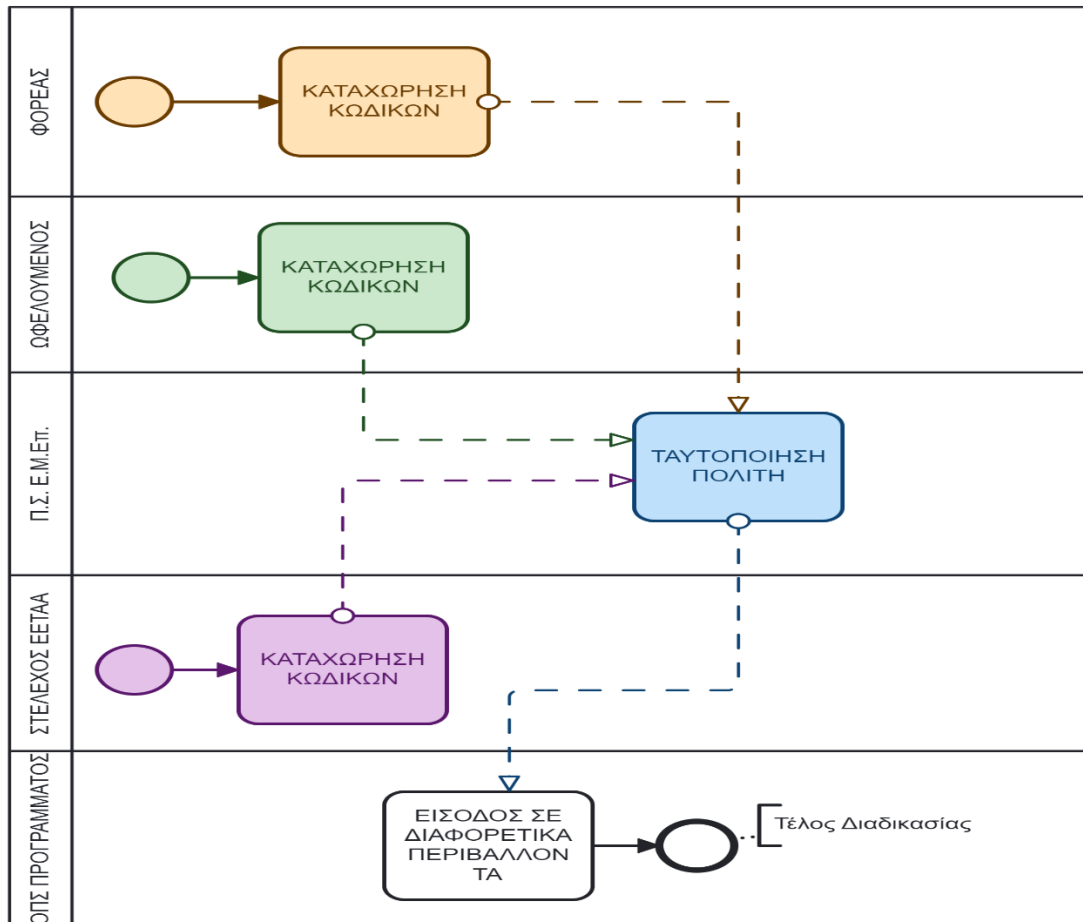 ΦΟΡΕΑΣ
ΚΑΤΑΧΩΡΗΣΗ
ΚΩΔΙΚΩΝ
ΩΦΕΛΟΥΜΕΝΟΣ
ΚΑΤΑΧΩΡΗΣΗ
ΚΩΔΙΚΩΝ
Π.Σ. Ε.Μ.Επ.
ΤΑΥΤΟΠΟΙΗΣΗ
ΠΟΛΙΤΗ
ΣΤΕΛΕΧΟΣ ΕΕΤΑΑ
ΚΑΤΑΧΩΡΗΣΗ
ΚΩΔΙΚΩΝ
ΟΠΣ ΠΡΟΓΡΑΜΜΑΤΟΣ
ΕΙΣΟΔΟΣ ΣΕ
ΔΙΑΦΟΡΕΤΙΚΑ
ΠΕΡΙΒΑΛΛΟΝ
ΤΑ
Τέλος Διαδικασίας